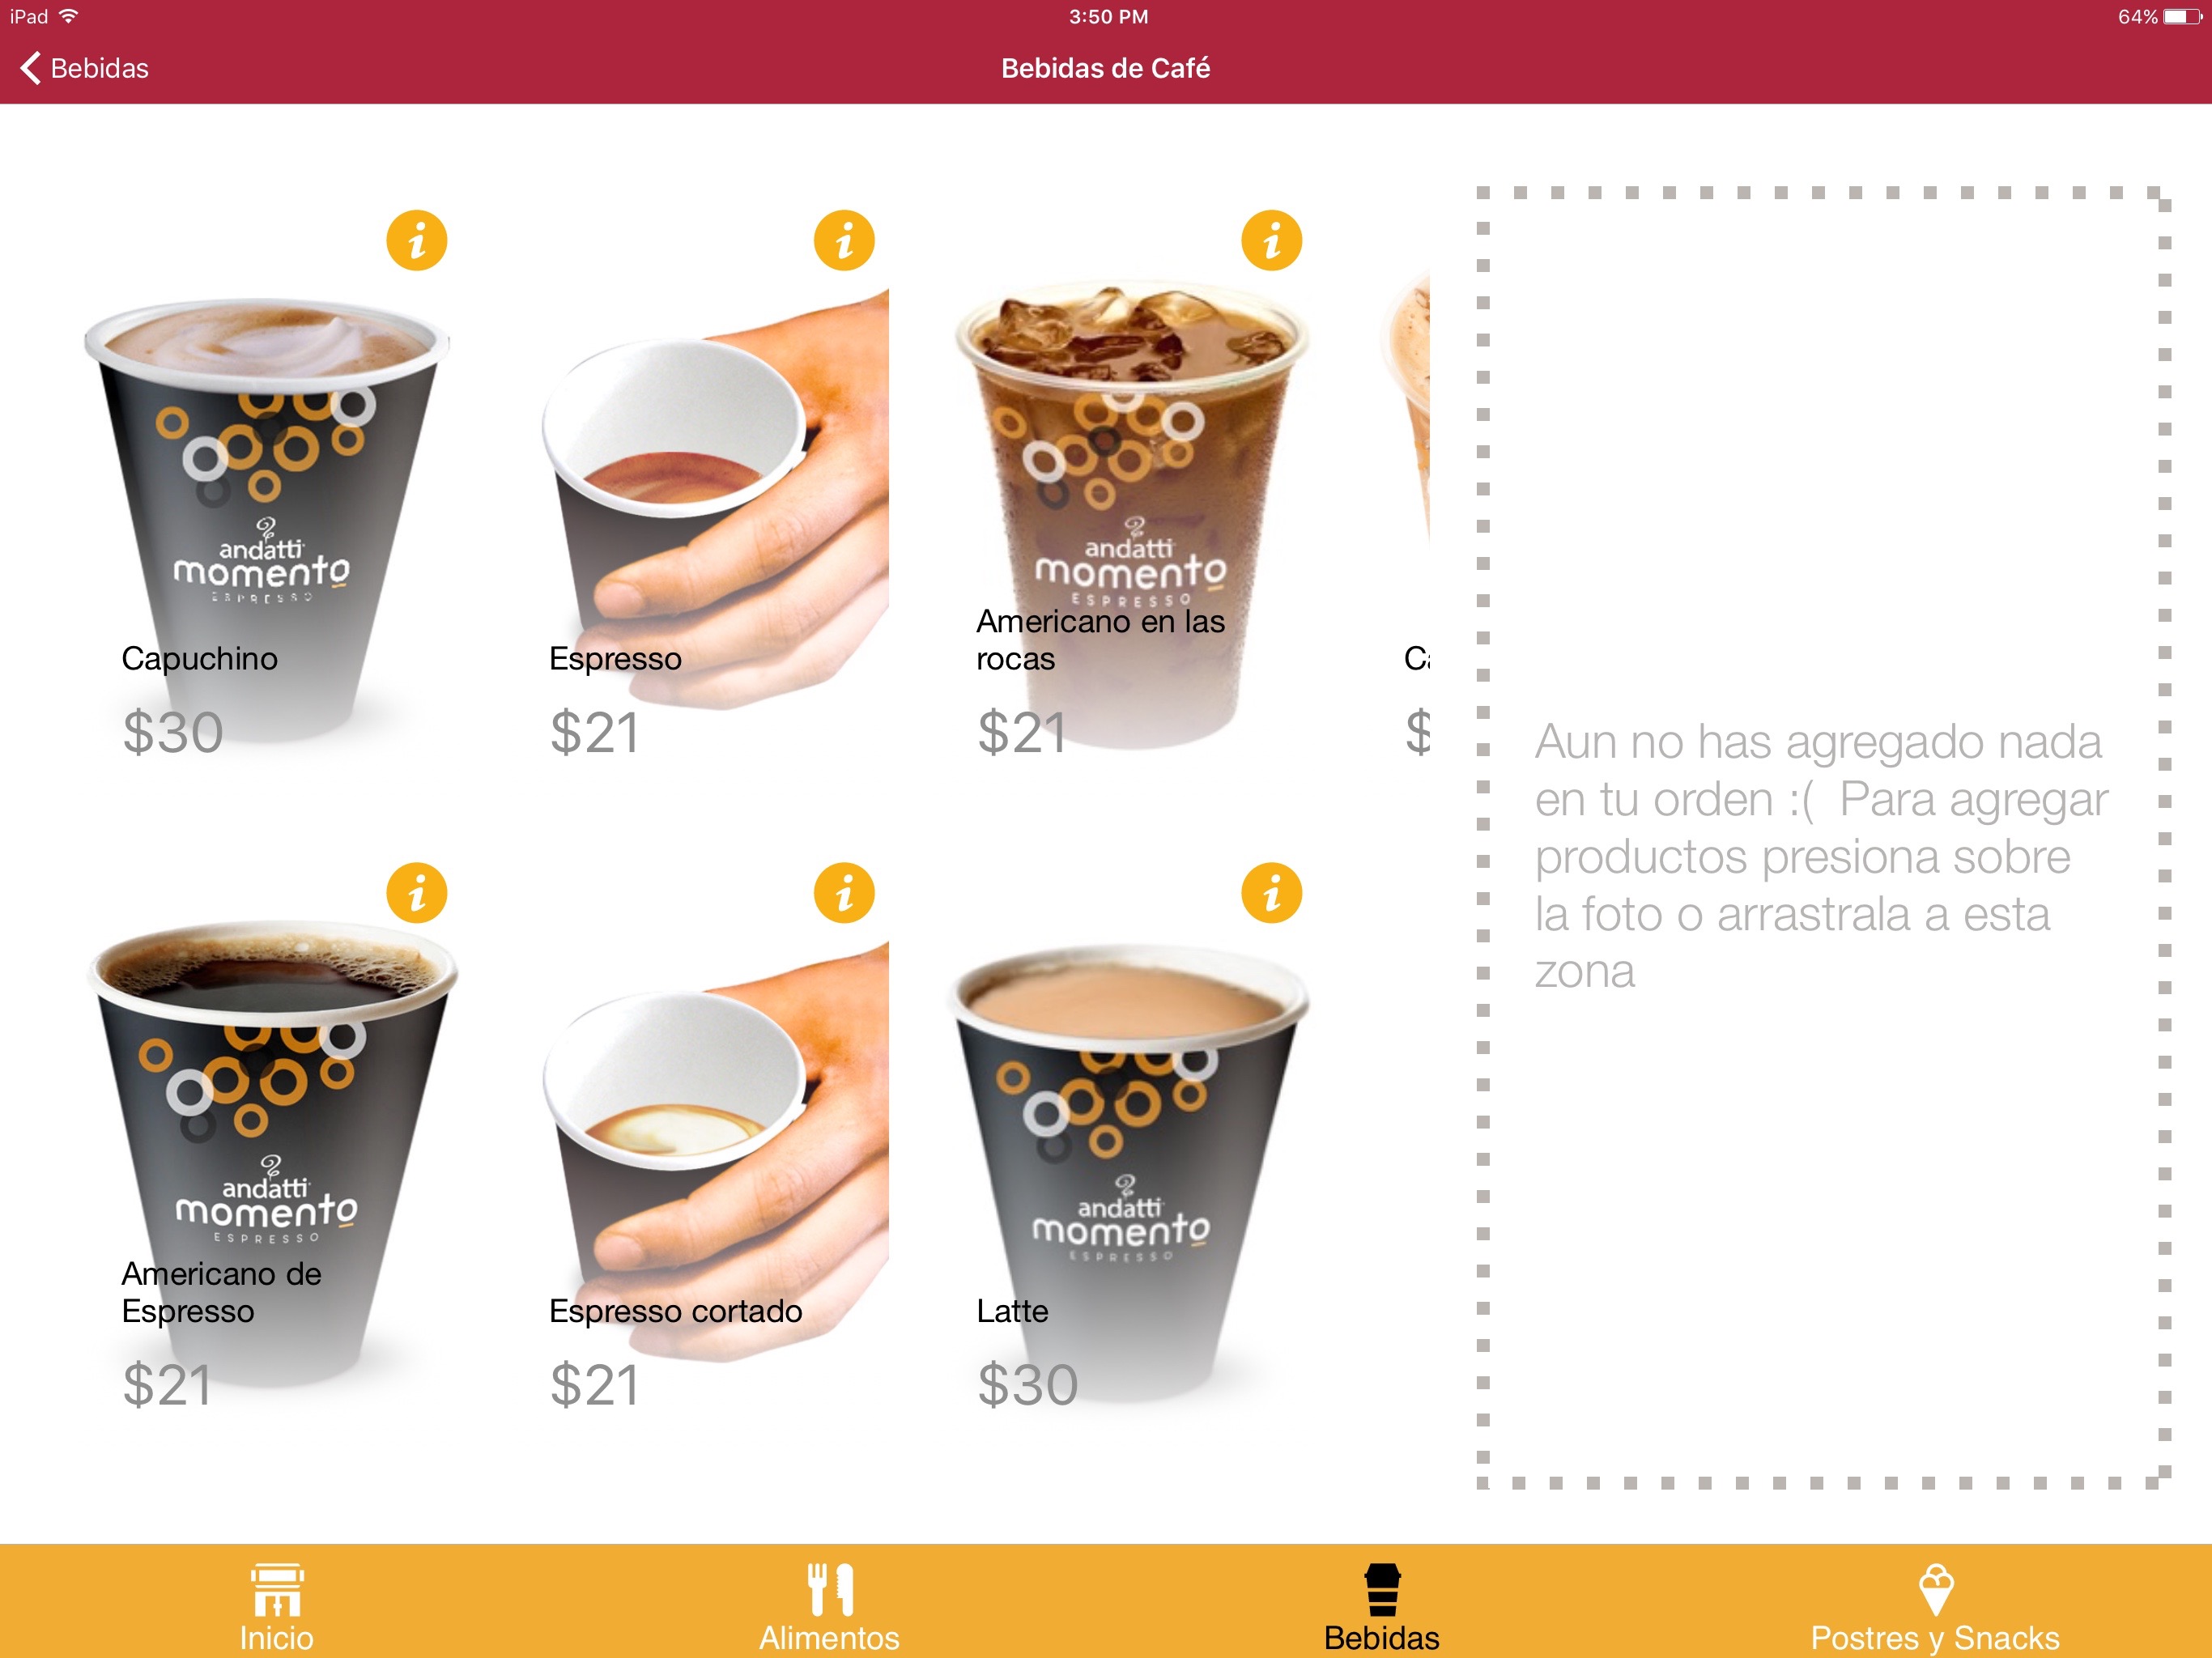 iPad
3:50 PM
64%
Bebidas
Bebidas de Café
i
i
i
andatti
momento
ESPRESSO
Capuchino
$30
Espresso
$21
andatti
momento
ESPRESSO
Americano en las
rocas
$21
$
i
i
i
andatti
momento
ESPRESSO
Americano de
Espresso
$21
Espresso cortado
$21
andatti
momento
ESPRESSO
Latte
$30
Aun no has agregado nada
en tu orden :(  Para agregar
productos presiona sobre
la foto o arrastrala a esta
zona
Inicio
Alimentos
Bebidas
Postres y Snacks